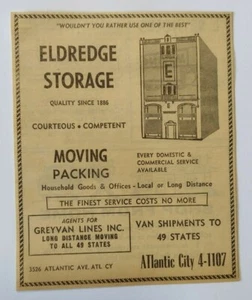 "WOULDN'T YOU RATHER USE ONE OF THE BEST"
ELDREDGE
STORAGE
QUALITY SINCE 1886
COURTEOUS • COMPETENT
E
MOVING
PACKING
EVERY DOMESTIC &
COMMERCIAL SERVICE
AVAILABLE
Household Goods & Offices - Local or Long Distance
THE FINEST SERVICE COSTS NO MORE
AGENTS FOR
GREYVAN LINES INC.
LONG DISTANCE MOVING
TO ALL 49 STATES
VAN SHIPMENTS TO
49 STATES
3526 ATLANTIC AVE. ATL CY
ATlantic City 4-1107